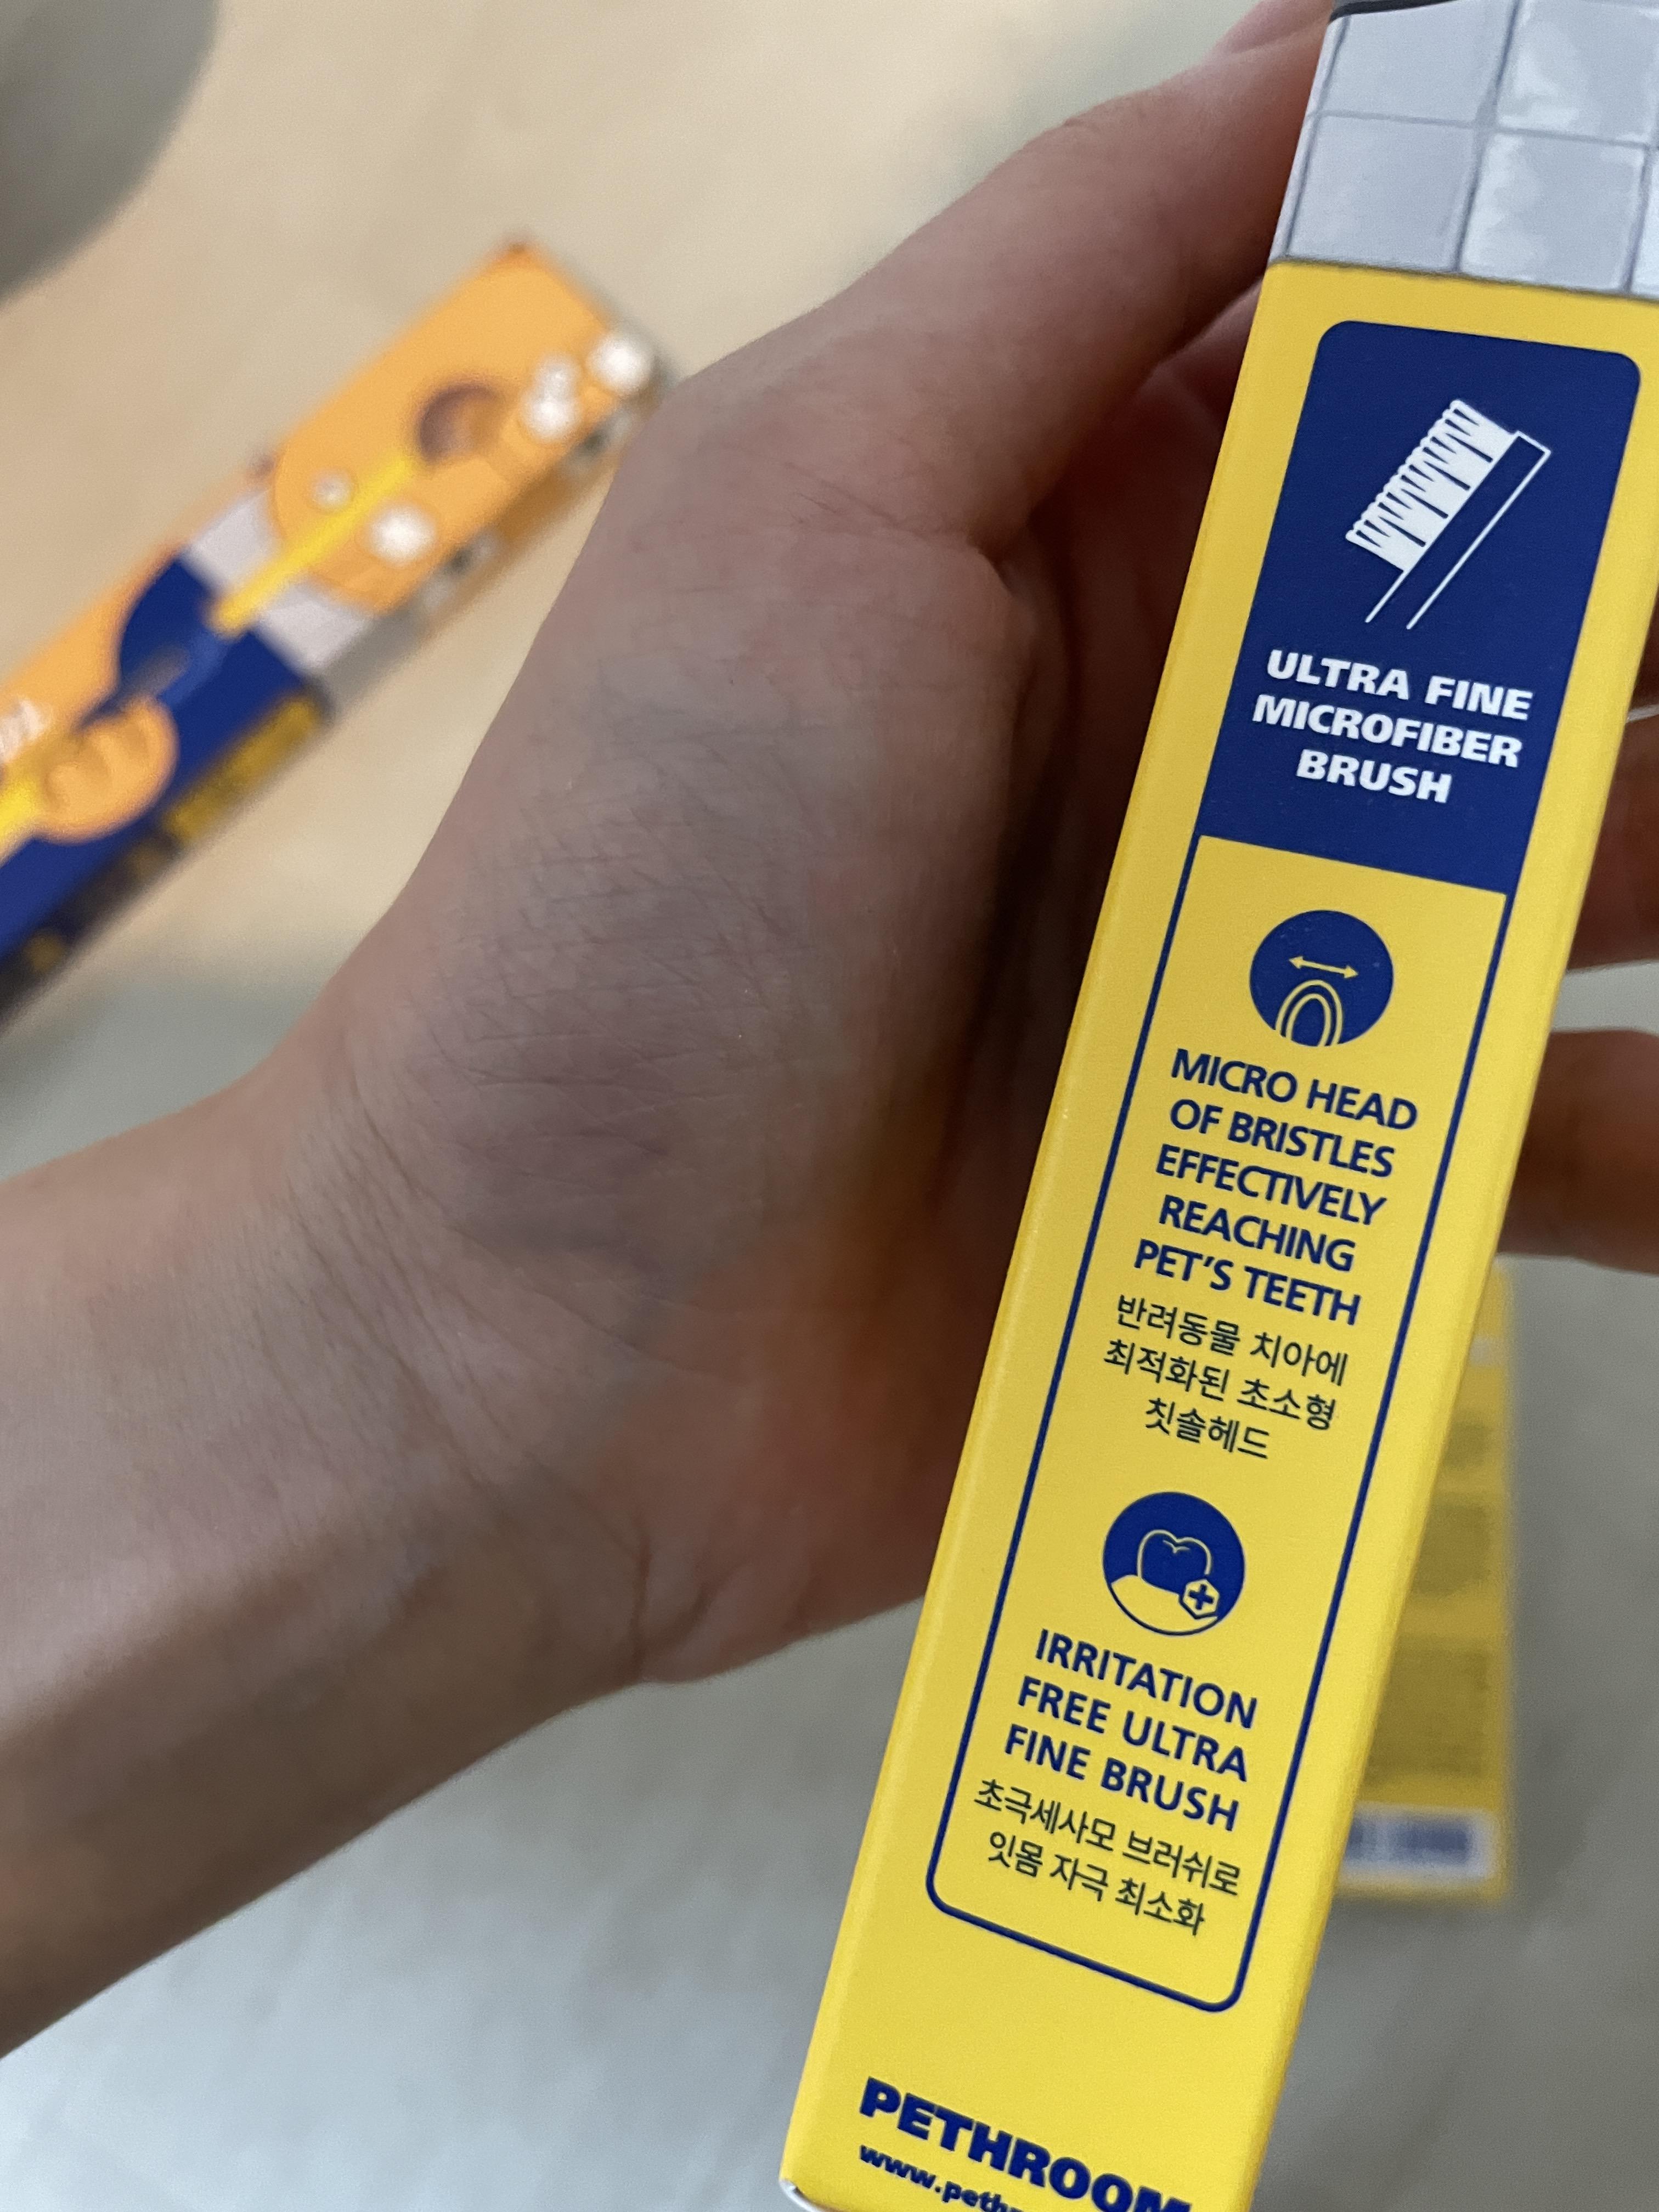 ULTRA FINE
MICROFIBER
BRUSH
MICRO HEAD
OF BRISTLES
EFFECTIVELY
REACHING
PET'S TEETH
반려동물 치아에
최적화된 초소형
칫솔헤드
IRRITATION
FREE ULTRA
FINE BRUSH
초극세사모 브러쉬로
잇몸 자극 최소화
PETHROOM